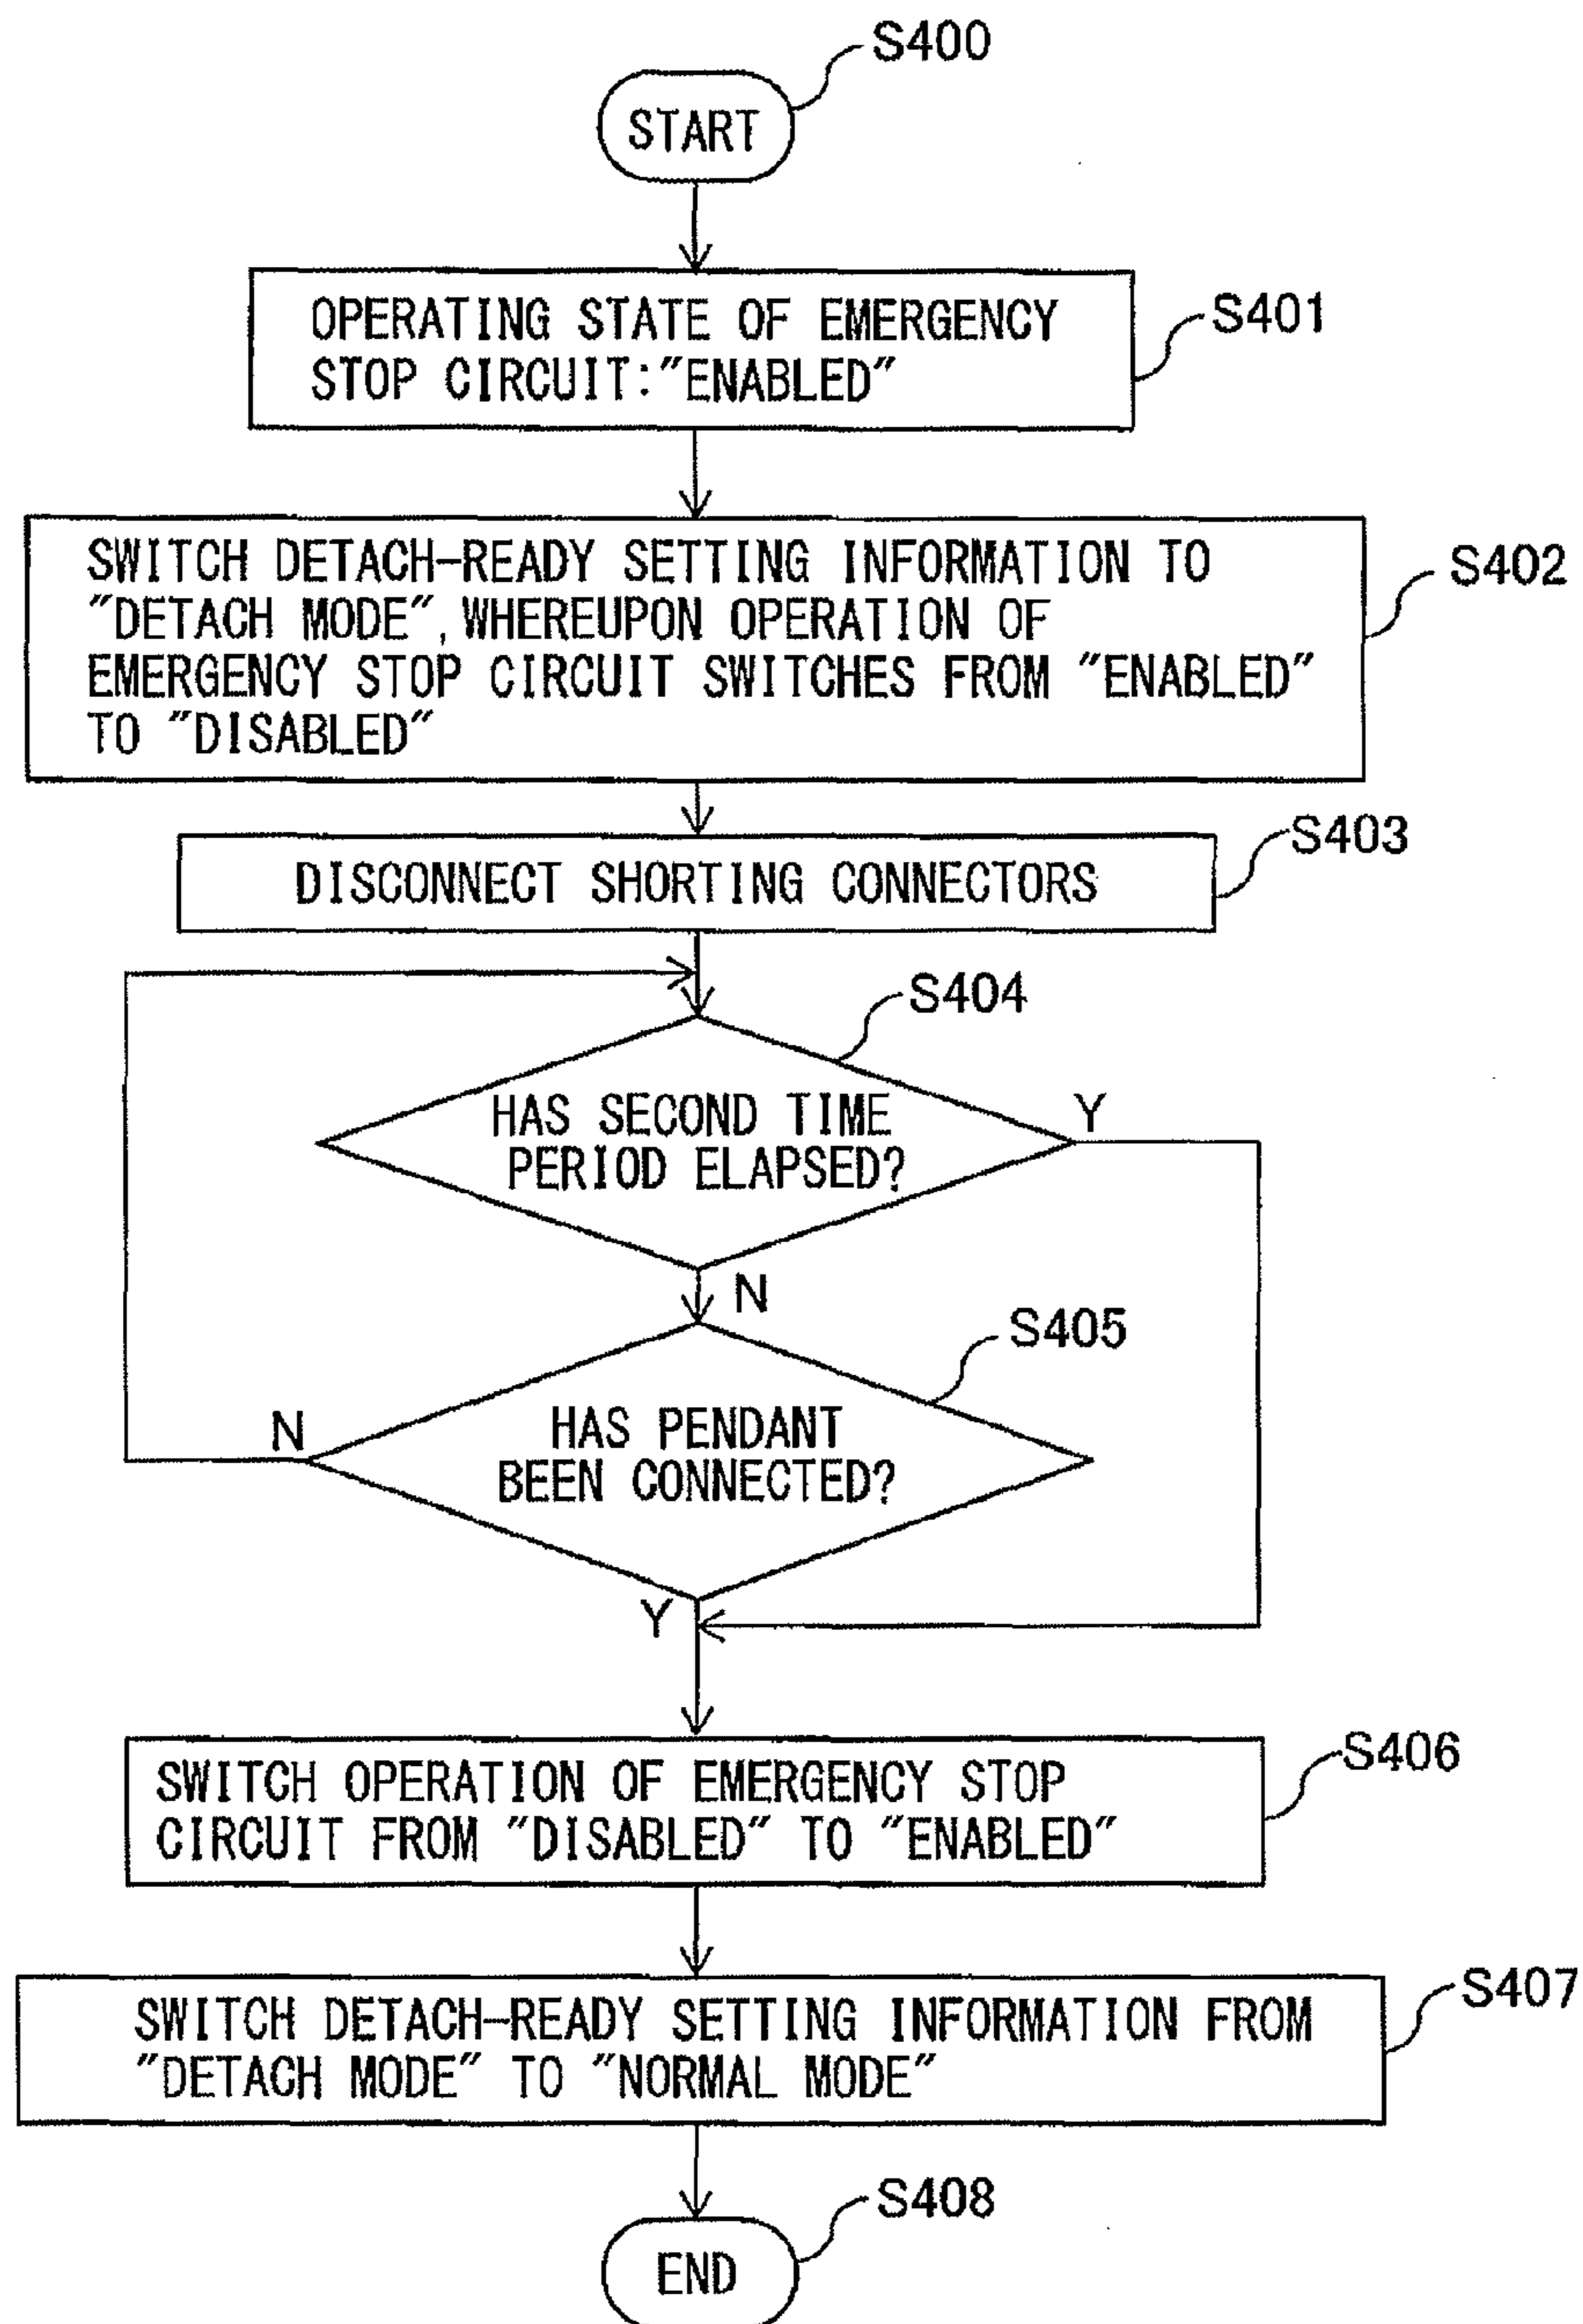 S400
START
OPERATING STATE OF EMERGENCY
STOP CIRCUIT:"ENABLED"
S401
SWITCH DETACH-READY SETTING INFORMATION TO
"DETACH MODE", WHEREUPON OPERATION OF
EMERGENCY STOP CIRCUIT SWITCHES FROM "ENABLED"
TO "DISABLED"
S402
DISCONNECT SHORTING CONNECTORS
S403
S404
HAS SECOND TIME
PERIOD ELAPSED?
Y
N
S405
HAS PENDANT
BEEN CONNECTED?
N
Y
SWITCH OPERATION OF EMERGENCY STOP
CIRCUIT FROM "DISABLED" TO "ENABLED"
S406
SWITCH DETACH-READY SETTING INFORMATION FROM
"DETACH MODE" TO "NORMAL MODE"
S407
S408
END